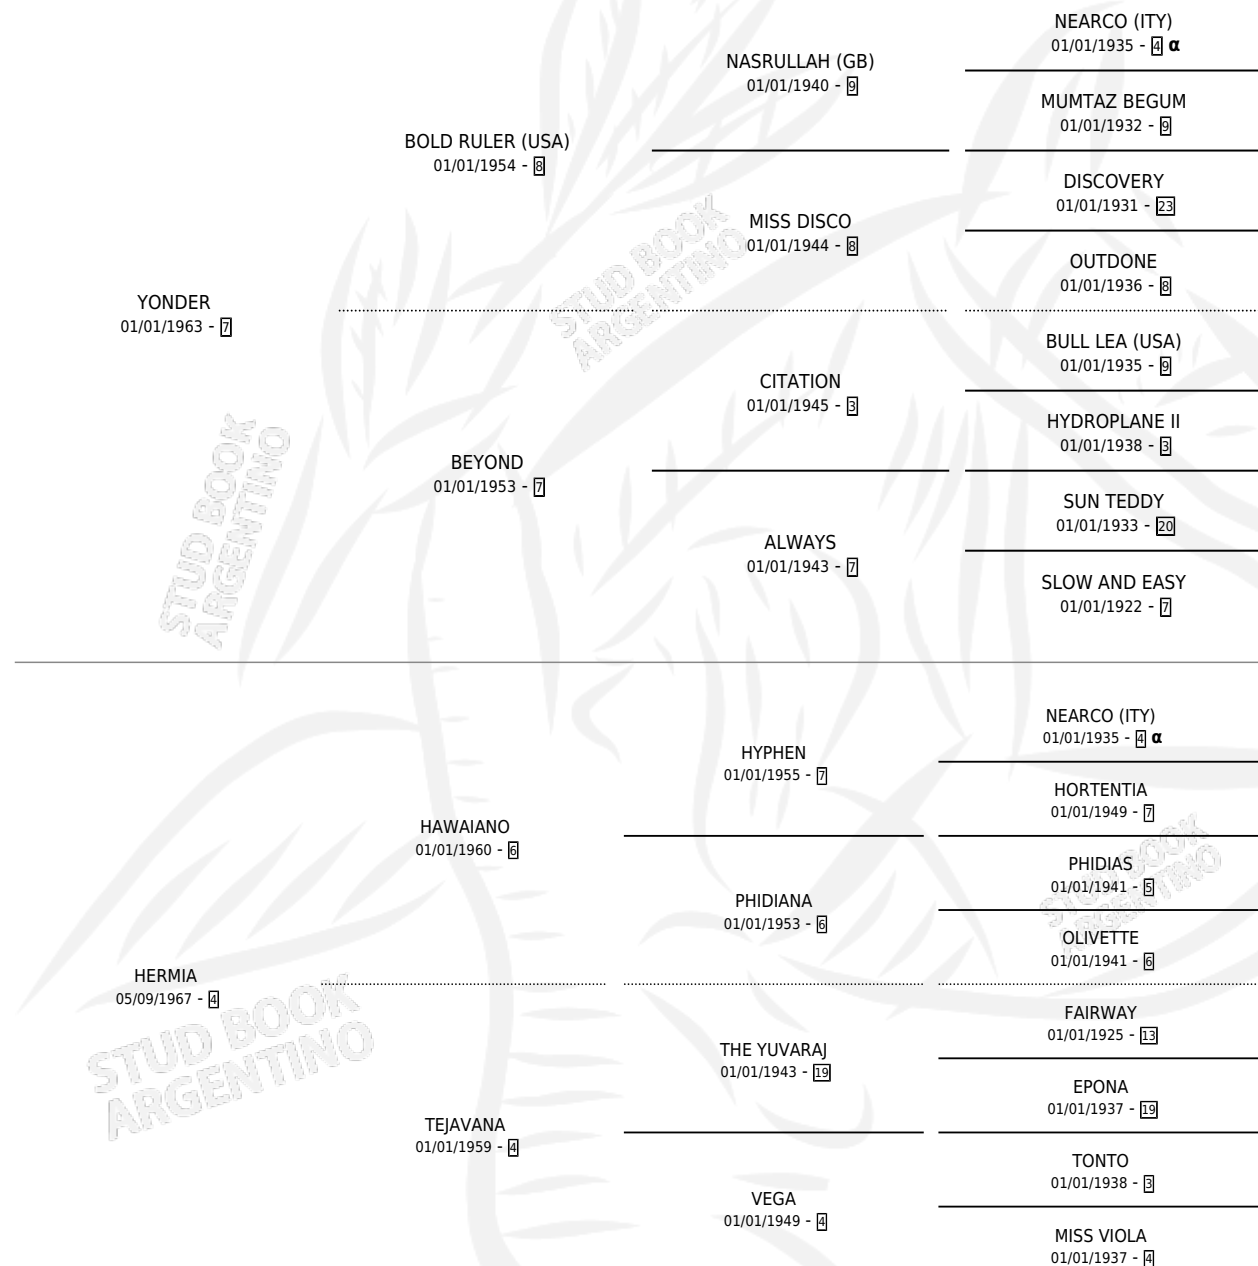 NEARCO (ITY)
01/01/1935 - 4 α
NASRULLAH (GB)
01/01/1940 - 9
MUMTAZ BEGUM
01/01/1932 - 9
BOLD RULER (USA)
01/01/1954 - 8
DISCOVERY
01/01/1931 - 23
MISS DISCO
01/01/1944 - 8
OUTDONE
01/01/1936 - 8
STUD BOOK
ARGENTINO
YONDER
01/01/1963 - 7
BULL LEA (USA)
01/01/1935 - 9
CITATION
01/01/1945 - 3
HYDROPLANE II
01/01/1938 - 3
BEYOND
01/01/1953 - 7
SUN TEDDY
01/01/1933 - 20
ALWAYS
01/01/1943 - 7
SLOW AND EASY
01/01/1922 - 7
STUD BOOK
ARGENTINO
NEARCO (ITY)
01/01/1935 - 4 α
HYPHEN
01/01/1955 - 7
HORTENTIA
01/01/1949 - 7
HAWAIANO
01/01/1960 - 6
PHIDIAS
01/01/1941 - 5
PHIDIANA
01/01/1953 - 6
OLIVETTE
01/01/1941 - 6
STUD BOOK
ARGENTINO
HERMIA
05/09/1967 - 4
FAIRWAY
01/01/1925 - 13
THE YUVARAJ
01/01/1943 - 19
EPONA
01/01/1937 - 19
STUD BOOK
ARGENTINO
TEJAVANA
01/01/1959 - 4
TONTO
01/01/1938 - 3
VEGA
01/01/1949 - 4
MISS VIOLA
01/01/1937 - 4